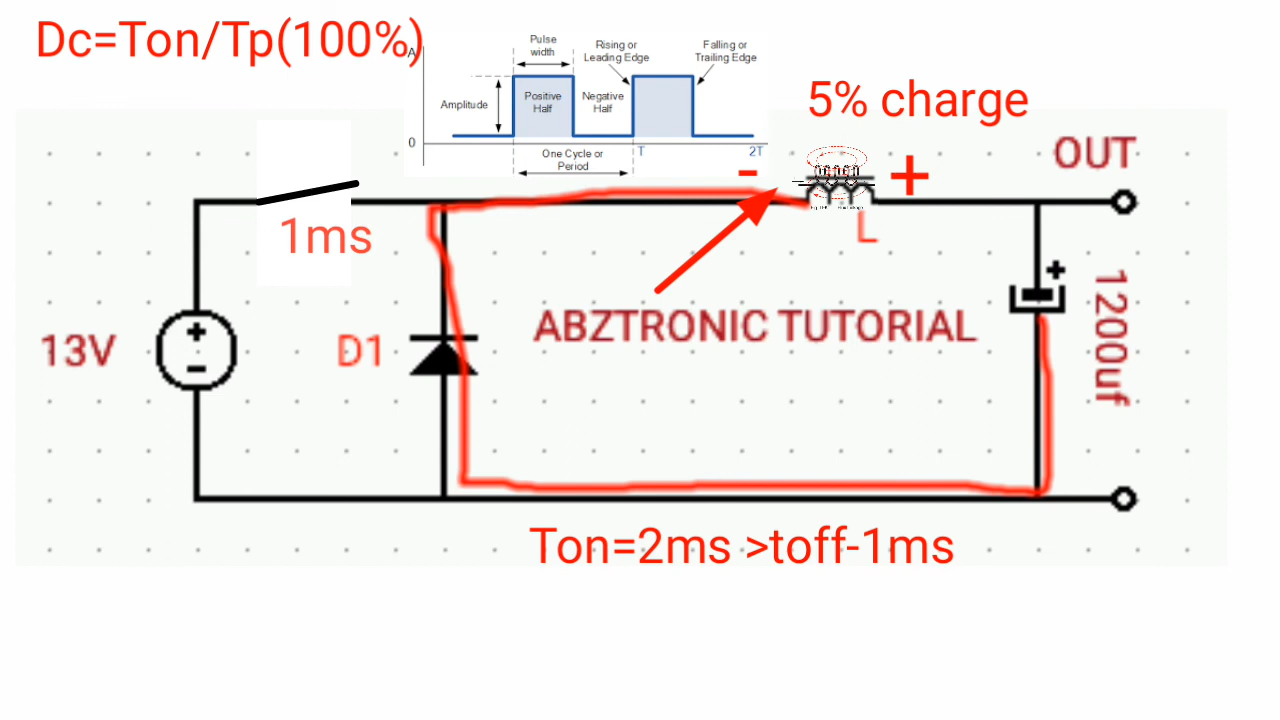 Dc=Ton/Tp(100%)
A
Pulse
width
Rising or
Leading Edge
Falling or
Trailing Edge
Amplitude
Positive
Half
Negative
Half
0
One Cycle or
Period
T
2T
5% charge
OUT
-
+
1ms
L
+
13V
+
-
D1
ABZTRONIC TUTORIAL
1200uf
Ton=2ms >toff-1ms